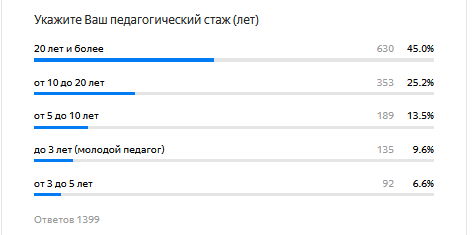 Укажите Ваш педагогический стаж (лет)
20 лет и более 630 45.0%
от 10 до 20 лет 353 25.2%
от 5 до 10 лет 189 13.5%
до 3 лет (молодой педагог) 135 9.6%
от 3 до 5 лет 92 6.6%
Ответов 1399